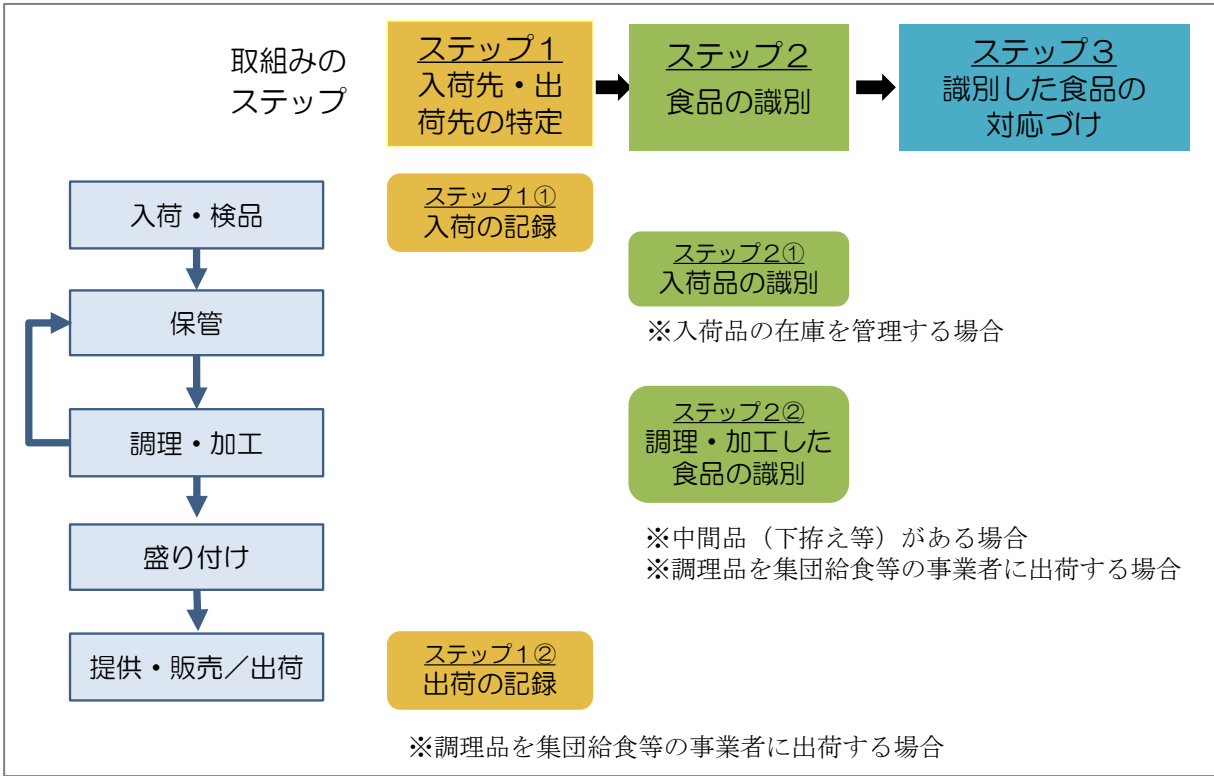 取組みの
ステップ
ステップ1
入荷先・出
荷先の特定
ステップ2
食品の識別
ステップ3
識別した食品の
対応づけ
入荷・検品
ステップ1①
入荷の記録
ステップ2①
入荷品の識別
保管
※入荷品の在庫を管理する場合
調理・加工
ステップ2②
調理・加工した
食品の識別
盛り付け
※中間品（下拵え等）がある場合
※調理品を集団給食等の事業者に出荷する場合
提供・販売／出荷
ステップ1②
出荷の記録
※調理品を集団給食等の事業者に出荷する場合